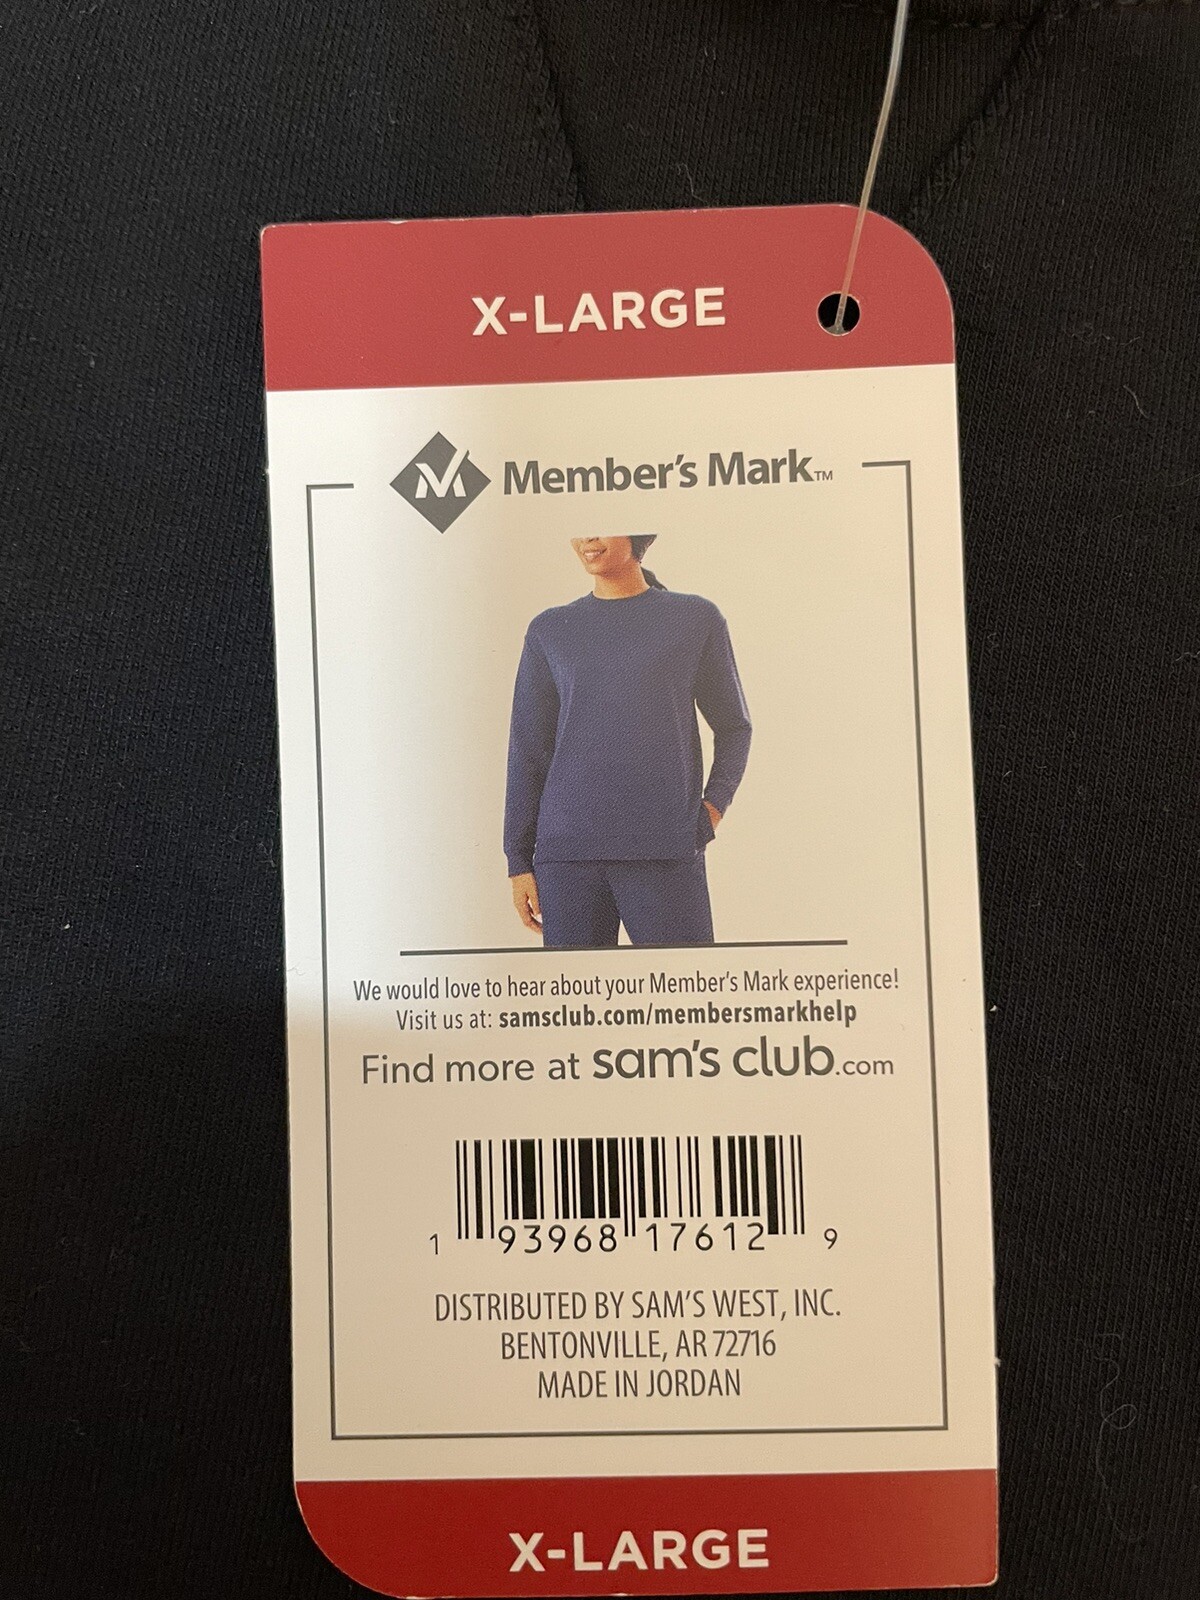 X-LARGE
Member's Mark™
We would love to hear about your Member's Mark experience!
Visit us at: samsclub.com/membersmarkhelp
Find more at sam's club.com
1 93968 17612 9
DISTRIBUTED BY SAM'S WEST, INC.
BENTONVILLE, AR 72716
MADE IN JORDAN
X-LARGE